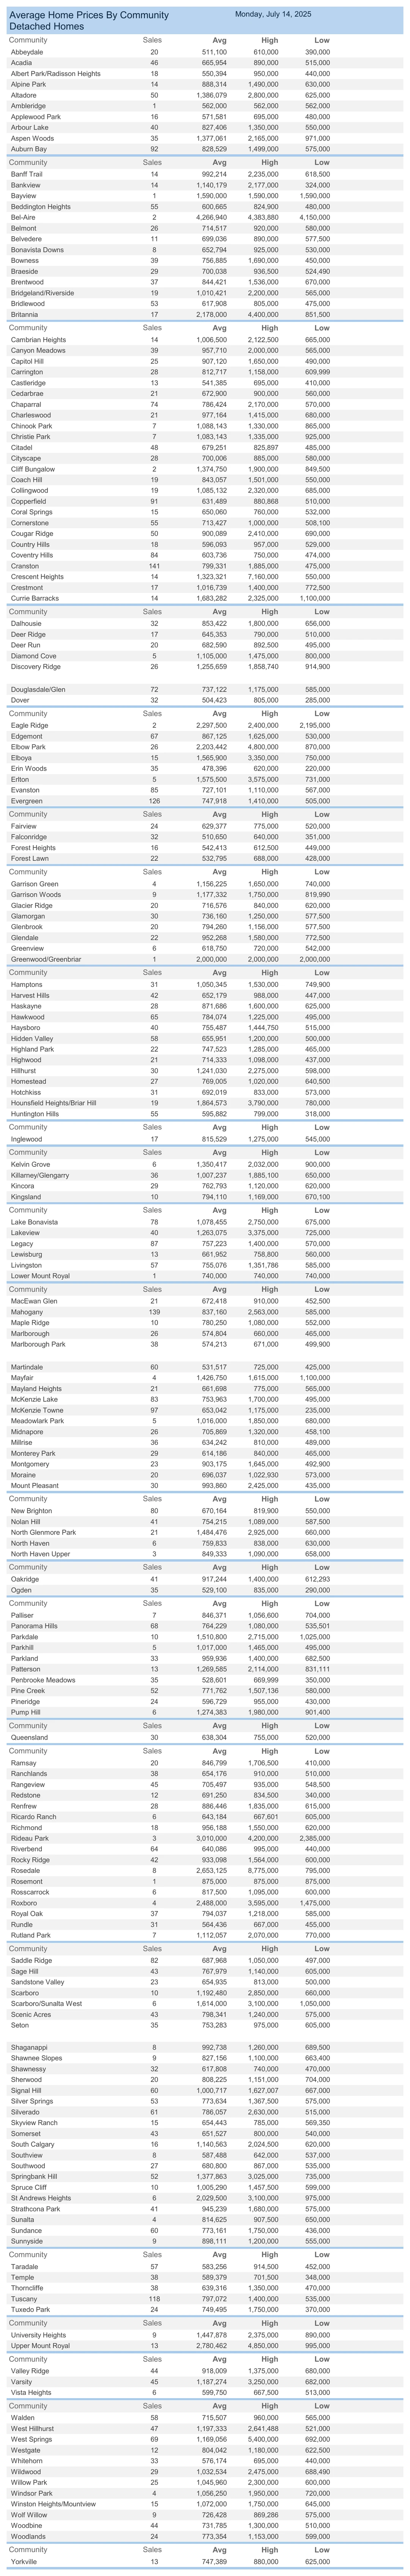 Average Home Prices By Community Monday, July 14, 2025
Detached Homes
Community Sales Avg High Low
Abbeydale 20 511,100 610,000 390,000
Acadia 46 665,954 890,000 515,000
Albert Park/Radisson Heights 18 550,394 950,000 440,000
Alpine Park 14 888,314 1,490,000 630,000
Altadore 50 1,386,079 2,800,000 625,000
Ambleridge 1 562,000 562,000 562,000
Applewood Park 16 571,581 695,000 480,000
Arbour Lake 40 827,406 1,350,000 550,000
Aspen Woods 35 1,377,061 2,165,000 971,000
Auburn Bay 92 828,529 1,499,000 575,000
Community Sales Avg High Low
Banff Trail 14 992,214 2,235,000 618,500
Bankview 14 1,140,179 2,177,000 324,000
Bayview 1 1,590,000 1,590,000 1,590,000
Beddington Heights 55 600,665 824,900 480,000
Bel-Aire 2 4,266,940 4,383,880 4,150,000
Belmont 26 714,517 920,000 580,000
Belvedere 11 699,036 890,000 577,500
Bonavista Downs 8 652,794 925,000 530,000
Bowness 39 756,885 1,690,000 450,000
Braeside 29 700,038 936,500 524,490
Brentwood 37 844,421 1,536,000 670,000
Bridgeland/Riverside 19 1,010,421 2,200,000 565,000
Bridlewood 53 617,908 805,000 475,000
Britannia 17 2,178,000 4,400,000 851,500
Community Sales Avg High Low
Cambrian Heights 14 1,006,500 2,122,500 665,000
Canyon Meadows 39 957,710 2,000,000 565,000
Capitol Hill 25 907,120 1,650,000 490,000
Carrington 28 812,717 1,158,000 609,999
Castleridge 13 541,385 695,000 410,000
Cedarbrae 21 672,900 900,000 560,000
Chaparral 74 786,424 2,170,000 570,000
Charleswood 21 977,164 1,415,000 680,000
Chinook Park 7 1,088,143 1,330,000 865,000
Christie Park 7 1,083,143 1,335,000 925,000
Citadel 48 679,251 825,897 485,000
Cityscape 28 700,006 885,000 580,000
Cliff Bungalow 2 1,374,750 1,900,000 849,500
Coach Hill 19 843,057 1,501,000 550,000
Collingwood 19 1,085,132 2,320,000 685,000
Copperfield 91 631,489 880,868 510,000
Coral Springs 15 650,060 760,000 532,000
Cornerstone 55 713,427 1,000,000 508,100
Cougar Ridge 50 900,089 2,410,000 690,000
Country Hills 18 596,093 957,000 529,000
Coventry Hills 84 603,736 750,000 474,000
Cranston 141 799,331 1,885,000 475,000
Crescent Heights 14 1,323,321 7,160,000 550,000
Crestmont 17 1,016,739 1,400,000 772,500
Currie Barracks 14 1,683,282 2,325,000 1,100,000
Community Sales Avg High Low
Dalhousie 32 853,422 1,800,000 656,000
Deer Ridge 17 645,353 790,000 510,000
Deer Run 20 682,590 892,500 495,000
Diamond Cove 5 1,105,000 1,475,000 800,000
Discovery Ridge 26 1,255,659 1,858,740 914,900
Douglasdale/Glen 72 737,122 1,175,000 585,000
Dover 32 504,423 805,000 285,000
Community Sales Avg High Low
Eagle Ridge 2 2,297,500 2,400,000 2,195,000
Edgemont 67 867,125 1,625,000 530,000
Elbow Park 26 2,203,442 4,800,000 870,000
Elboya 15 1,565,900 3,350,000 750,000
Erin Woods 35 478,396 620,000 220,000
Erlton 5 1,575,500 3,575,000 731,000
Evanston 85 727,101 1,110,000 567,000
Evergreen 126 747,918 1,410,000 505,000
Community Sales Avg High Low
Fairview 24 629,377 775,000 520,000
Falconridge 32 510,650 640,000 351,000
Forest Heights 16 542,413 612,500 449,000
Forest Lawn 22 532,795 688,000 428,000
Community Sales Avg High Low
Garrison Green 4 1,156,225 1,650,000 740,000
Garrison Woods 9 1,177,332 1,750,000 819,990
Glacier Ridge 20 716,576 840,000 620,000
Glamorgan 30 736,160 1,250,000 577,500
Glenbrook 20 794,260 1,156,000 577,500
Glendale 22 952,268 1,580,000 772,500
Greenview 6 618,750 720,000 542,000
Greenwood/Greenbriar 1 2,000,000 2,000,000 2,000,000
Community Sales Avg High Low
Hamptons 31 1,050,345 1,530,000 749,900
Harvest Hills 42 652,179 988,000 447,000
Haskayne 28 871,686 1,600,000 625,000
Hawkwood 65 784,074 1,225,000 495,000
Haysboro 40 755,487 1,444,750 515,000
Hidden Valley 58 655,951 1,200,000 500,000
Highland Park 22 747,523 1,285,000 465,000
Highwood 21 714,333 1,098,000 437,000
Hillhurst 30 1,241,030 2,275,000 598,000
Homestead 27 769,005 1,020,000 640,500
Hotchkiss 31 692,019 833,000 573,000
Hounsfield Heights/Briar Hill 19 1,864,573 3,790,000 780,000
Huntington Hills 55 595,882 799,000 318,000
Community Sales Avg High Low
Inglewood 17 815,529 1,275,000 545,000
Community Sales Avg High Low
Kelvin Grove 6 1,350,417 2,032,000 900,000
Killarney/Glengarry 36 1,007,237 1,885,100 650,000
Kincora 29 762,793 1,120,000 620,000
Kingsland 10 794,110 1,169,000 670,100
Community Sales Avg High Low
Lake Bonavista 78 1,078,455 2,750,000 675,000
Lakeview 40 1,263,075 3,375,000 725,000
Legacy 87 757,223 1,400,000 570,000
Lewisburg 13 661,952 758,800 560,000
Livingston 57 755,076 1,351,786 585,000
Lower Mount Royal 1 740,000 740,000 740,000
Community Sales Avg High Low
MacEwan Glen 21 672,418 910,000 452,500
Mahogany 139 837,160 2,563,000 585,000
Maple Ridge 10 780,250 1,080,000 552,000
Marlborough 26 574,804 660,000 465,000
Marlborough Park 38 574,213 671,000 499,900
Martindale 60 531,517 725,000 425,000
Mayfair 4 1,426,750 1,615,000 1,100,000
Mayland Heights 21 661,698 775,000 565,000
McKenzie Lake 83 753,963 1,700,000 495,000
McKenzie Towne 97 653,042 1,175,000 235,000
Meadowlark Park 5 1,016,000 1,850,000 680,000
Midnapore 26 705,869 1,320,000 458,100
Millrise 36 634,242 810,000 489,000
Monterey Park 29 614,186 840,000 465,000
Montgomery 23 903,175 1,645,000 492,900
Moraine 20 696,037 1,022,930 573,000
Mount Pleasant 30 993,860 2,425,000 435,000
Community Sales Avg High Low
New Brighton 80 670,164 819,900 550,000
Nolan Hill 41 754,215 1,089,000 587,500
North Glenmore Park 21 1,484,476 2,925,000 660,000
North Haven 6 759,833 838,000 630,000
North Haven Upper 3 849,333 1,090,000 658,000
Community Sales Avg High Low
Oakridge 41 917,244 1,400,000 612,293
Ogden 35 529,100 835,000 290,000
Community Sales Avg High Low
Palliser 7 846,371 1,056,600 704,000
Panorama Hills 68 764,229 1,080,000 535,501
Parkdale 10 1,510,800 2,715,000 1,025,000
Parkhill 5 1,017,000 1,465,000 495,000
Parkland 33 959,936 1,400,000 682,500
Patterson 13 1,269,585 2,114,000 831,111
Penbrooke Meadows 35 528,601 669,999 350,000
Pine Creek 52 771,762 1,507,136 580,000
Pineridge 24 596,729 955,000 430,000
Pump Hill 6 1,274,383 1,980,000 901,400
Community Sales Avg High Low
Queensland 30 638,304 755,000 520,000
Community Sales Avg High Low
Ramsay 20 846,799 1,706,500 410,000
Ranchlands 38 654,176 910,000 510,000
Rangeview 45 705,497 935,000 548,500
Redstone 12 691,250 834,500 340,000
Renfrew 28 886,446 1,835,000 615,000
Ricardo Ranch 6 643,184 667,601 605,000
Richmond 18 956,188 1,550,000 620,000
Rideau Park 3 3,010,000 4,200,000 2,385,000
Riverbend 64 640,086 995,000 440,000
Rocky Ridge 42 933,098 1,564,000 600,000
Rosedale 8 2,653,125 8,775,000 795,000
Rosemont 1 875,000 875,000 875,000
Rosscarrock 6 817,500 1,095,000 600,000
Roxboro 4 2,488,000 3,595,000 1,475,000
Royal Oak 37 794,037 1,218,000 585,000
Rundle 31 564,436 667,000 455,000
Rutland Park 7 1,112,057 2,070,000 770,000
Community Sales Avg High Low
Saddle Ridge 82 687,968 1,050,000 497,000
Sage Hill 43 767,979 1,140,000 605,000
Sandstone Valley 23 654,935 813,000 500,000
Scarboro 10 1,192,480 2,850,000 660,000
Scarboro/Sunalta West 6 1,614,000 3,100,000 1,050,000
Scenic Acres 43 798,341 1,240,000 575,000
Seton 35 753,283 975,000 605,000
Shaganappi 8 992,738 1,260,000 689,500
Shawnee Slopes 9 827,156 1,100,000 663,400
Shawnessy 32 617,808 740,000 470,000
Sherwood 20 808,225 1,151,000 704,000
Signal Hill 60 1,000,717 1,627,007 667,000
Silver Springs 53 773,634 1,367,500 575,000
Silverado 61 786,057 2,630,000 515,000
Skyview Ranch 15 654,443 785,000 569,350
Somerset 43 651,527 800,000 540,000
South Calgary 16 1,140,563 2,024,500 620,000
Southview 8 587,488 642,000 537,000
Southwood 27 680,800 867,000 535,000
Springbank Hill 52 1,377,863 3,025,000 735,000
Spruce Cliff 10 1,005,290 1,457,500 599,000
St Andrews Heights 6 2,029,500 3,100,000 975,000
Strathcona Park 41 945,239 1,680,000 575,000
Sunalta 4 814,625 907,500 650,000
Sundance 60 773,161 1,750,000 436,000
Sunnyside 9 898,111 1,200,000 555,000
Community Sales Avg High Low
Taradale 57 583,256 914,500 452,000
Temple 38 589,379 701,500 348,000
Thorncliffe 38 639,316 1,350,000 470,000
Tuscany 118 797,072 1,400,000 535,000
Tuxedo Park 24 749,495 1,750,000 370,000
Community Sales Avg High Low
University Heights 9 1,447,878 2,375,000 890,000
Upper Mount Royal 13 2,780,462 4,850,000 995,000
Community Sales Avg High Low
Valley Ridge 44 918,009 1,375,000 680,000
Varsity 45 1,187,274 3,250,000 682,000
Vista Heights 6 599,750 667,500 513,000
Community Sales Avg High Low
Walden 58 715,507 960,000 565,000
West Hillhurst 47 1,197,333 2,641,488 521,000
West Springs 69 1,169,056 5,400,000 692,000
Westgate 12 804,042 1,180,000 622,500
Whitehorn 33 576,174 695,000 440,000
Wildwood 29 1,032,534 2,475,000 688,490
Willow Park 25 1,045,960 2,300,000 600,000
Windsor Park 4 1,056,250 1,950,000 720,000
Winston Heights/Mountview 15 1,072,000 1,750,000 645,000
Wolf Willow 9 726,428 869,286 575,000
Woodbine 44 731,785 1,300,000 510,000
Woodlands 24 773,354 1,153,000 599,000
Community Sales Avg High Low
Yorkville 13 747,389 880,000 625,000